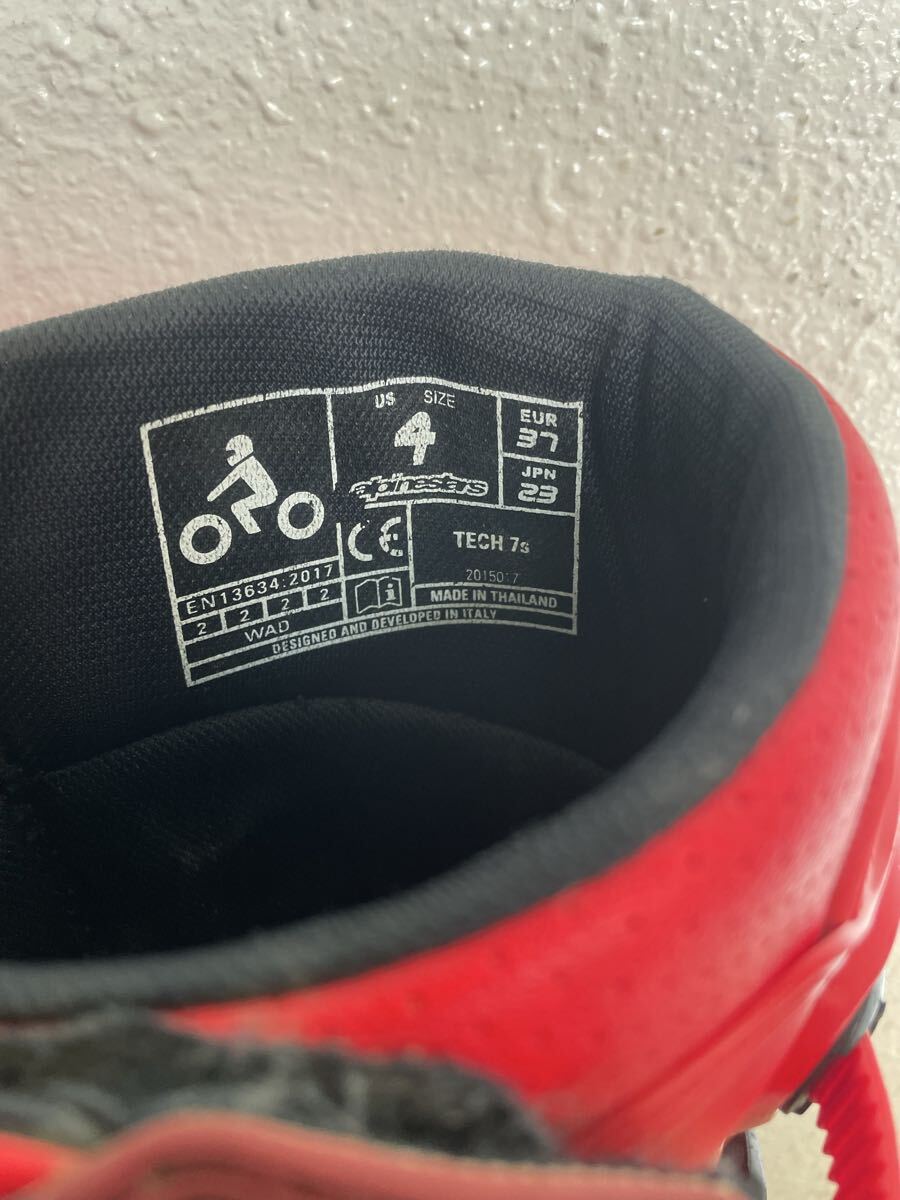 US SIZE
4
alpinestars
EUR
37
JPN
23
CE
TECH 7s
2015017
MADE IN THAILAND
EN13634:2017
2 2 2 2
WAD
i
DESIGNED AND DEVELOPED IN ITALY